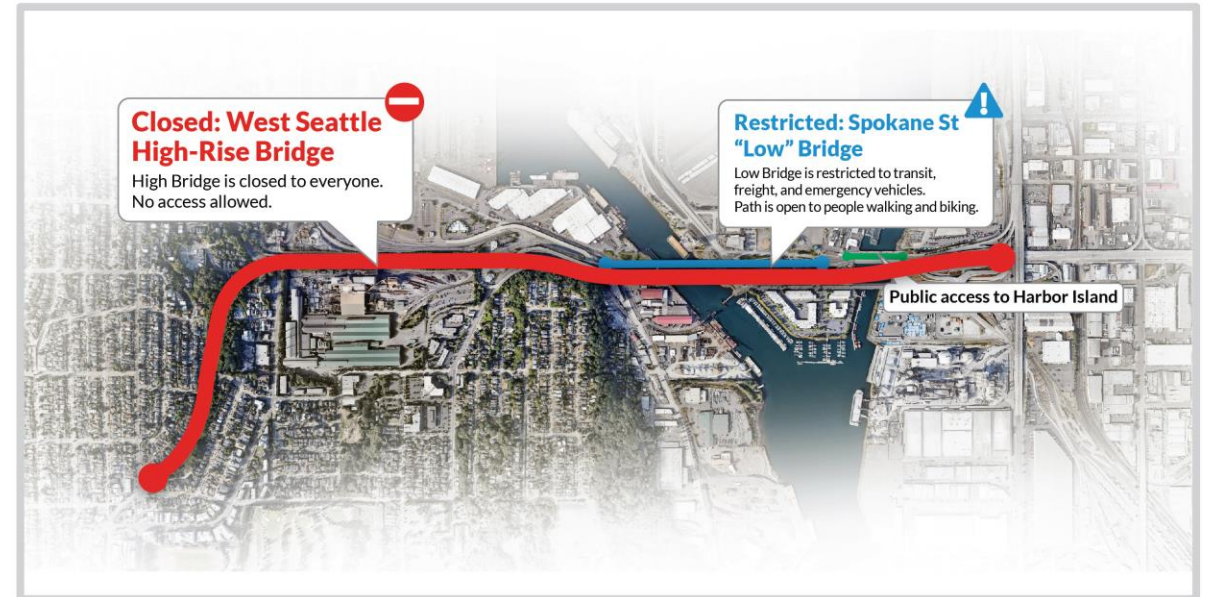 Closed: West Seattle
High-Rise Bridge
High Bridge is closed to everyone.
No access allowed.
Restricted: Spokane St
“Low” Bridge
Low Bridge is restricted to transit,
freight, and emergency vehicles.
Path is open to people walking and biking.
Public access to Harbor Island